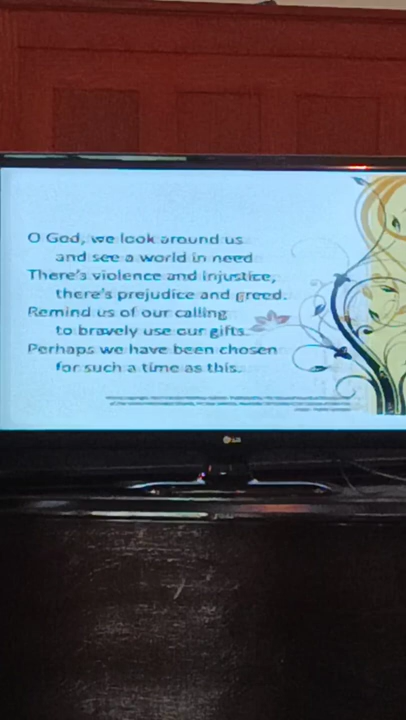 O God, we look around us
and see a world in need
There's violence and injustice,
there's prejudice and greed.
Remind us of our calling
to bravely use our gifts.
Perhaps we have been chosen
for such a time as this.
LG